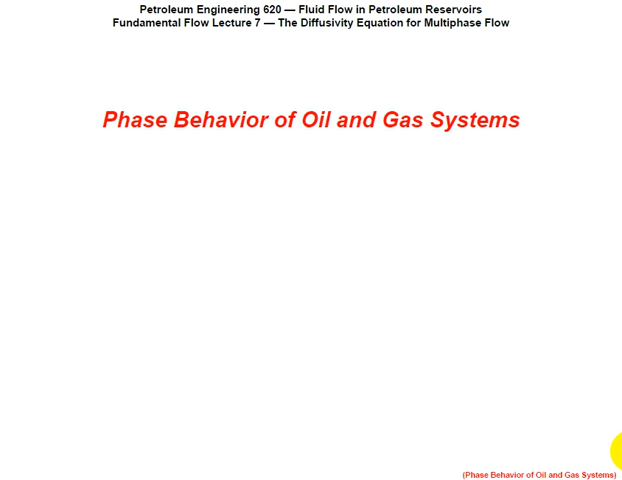 Petroleum Engineering 620 — Fluid Flow in Petroleum Reservoirs
Fundamental Flow Lecture 7 — The Diffusivity Equation for Multiphase Flow
Phase Behavior of Oil and Gas Systems
(Phase Behavior of Oil and Gas Systems)